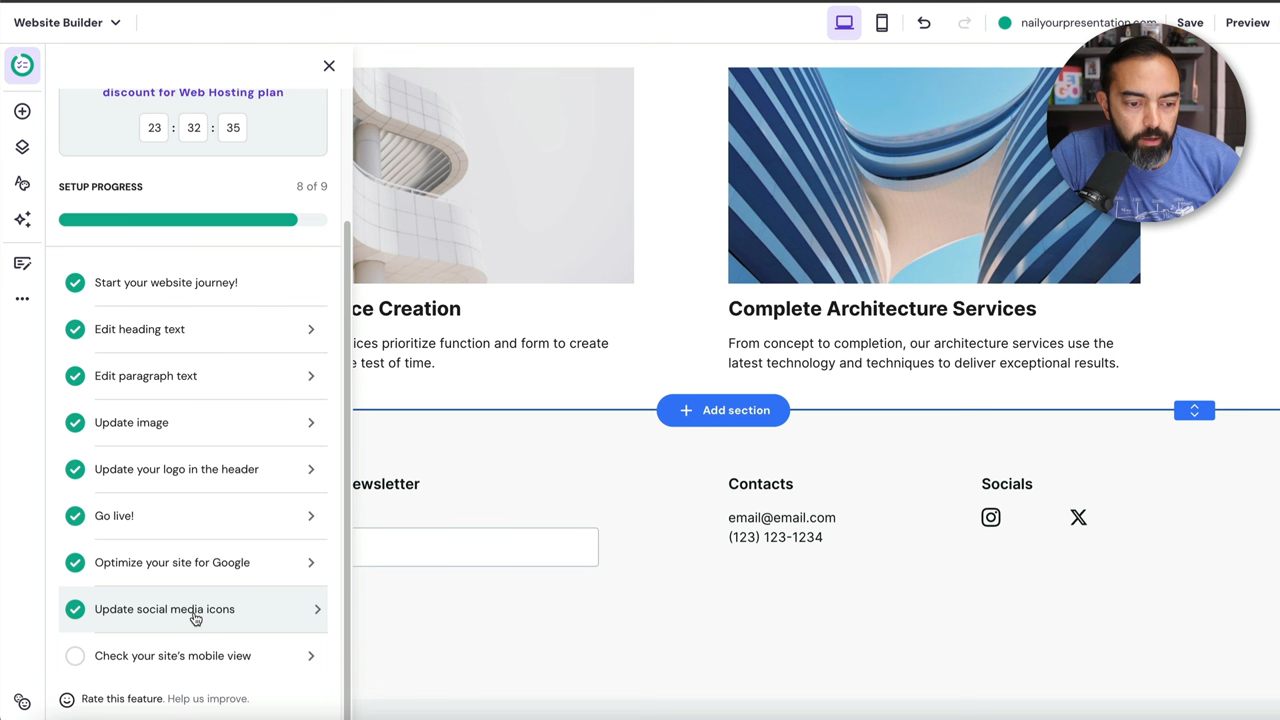 Website Builder
nailyourpresentation.com
Save
Preview
discount for Web Hosting plan
23 : 32 : 35
SETUP PROGRESS
8 of 9
Start your website journey!
Edit heading text
Edit paragraph text
Update image
Update your logo in the header
Go live!
Optimize your site for Google
Update social media icons
Check your site's mobile view
Rate this feature. Help us improve.
ce Creation
ices prioritize function and form to create
e test of time.
Complete Architecture Services
From concept to completion, our architecture services use the
latest technology and techniques to deliver exceptional results.
Add section
ewsletter
Contacts
email@email.com
(123) 123-1234
Socials